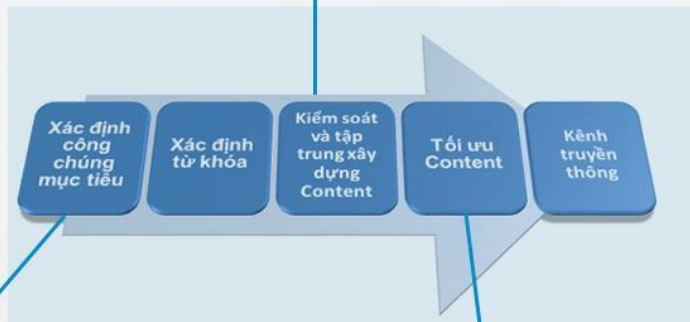 Xác định
công
chúng
mục tiêu
Xác định
từ khóa
Kiểm soát
và tập
trung xây
dựng
Content
Tối ưu
Content
Kênh
truyền
thông